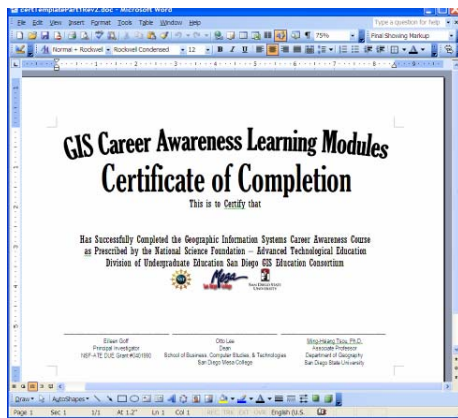 certTemplatePart1Rev2.doc - Microsoft Word
File Edit View Insert Format Tools Table Window Help Type a question for help
75% Final Showing Markup
Normal + Rockwel Rockwell Condensed 12 B I U
GIS Career Awareness Learning Modules
Certificate of Completion
This is to Certify that
Has Successfully Completed the Geographic Information Systems Career Awareness Course
as Prescribed by the National Science Foundation – Advanced Technological Education
Division of Undergraduate Education San Diego GIS Education Consortium
Mesa
San Diego State
University
Eileen Goff Otto Lee Ming-Hsiang Tsou, Ph.D.
Principal Investigator Dean Associate Professor
NSF-ATE DUE Grant School of Business, Computer Studies, & Technologies Department of Geography
San Diego Mesa College San Diego State University
Draw AutoShapes
Page 1 Sec 1 1/1 At 1.2" Ln 1 Col 1 REC TRK EXT OVR English (U.S.